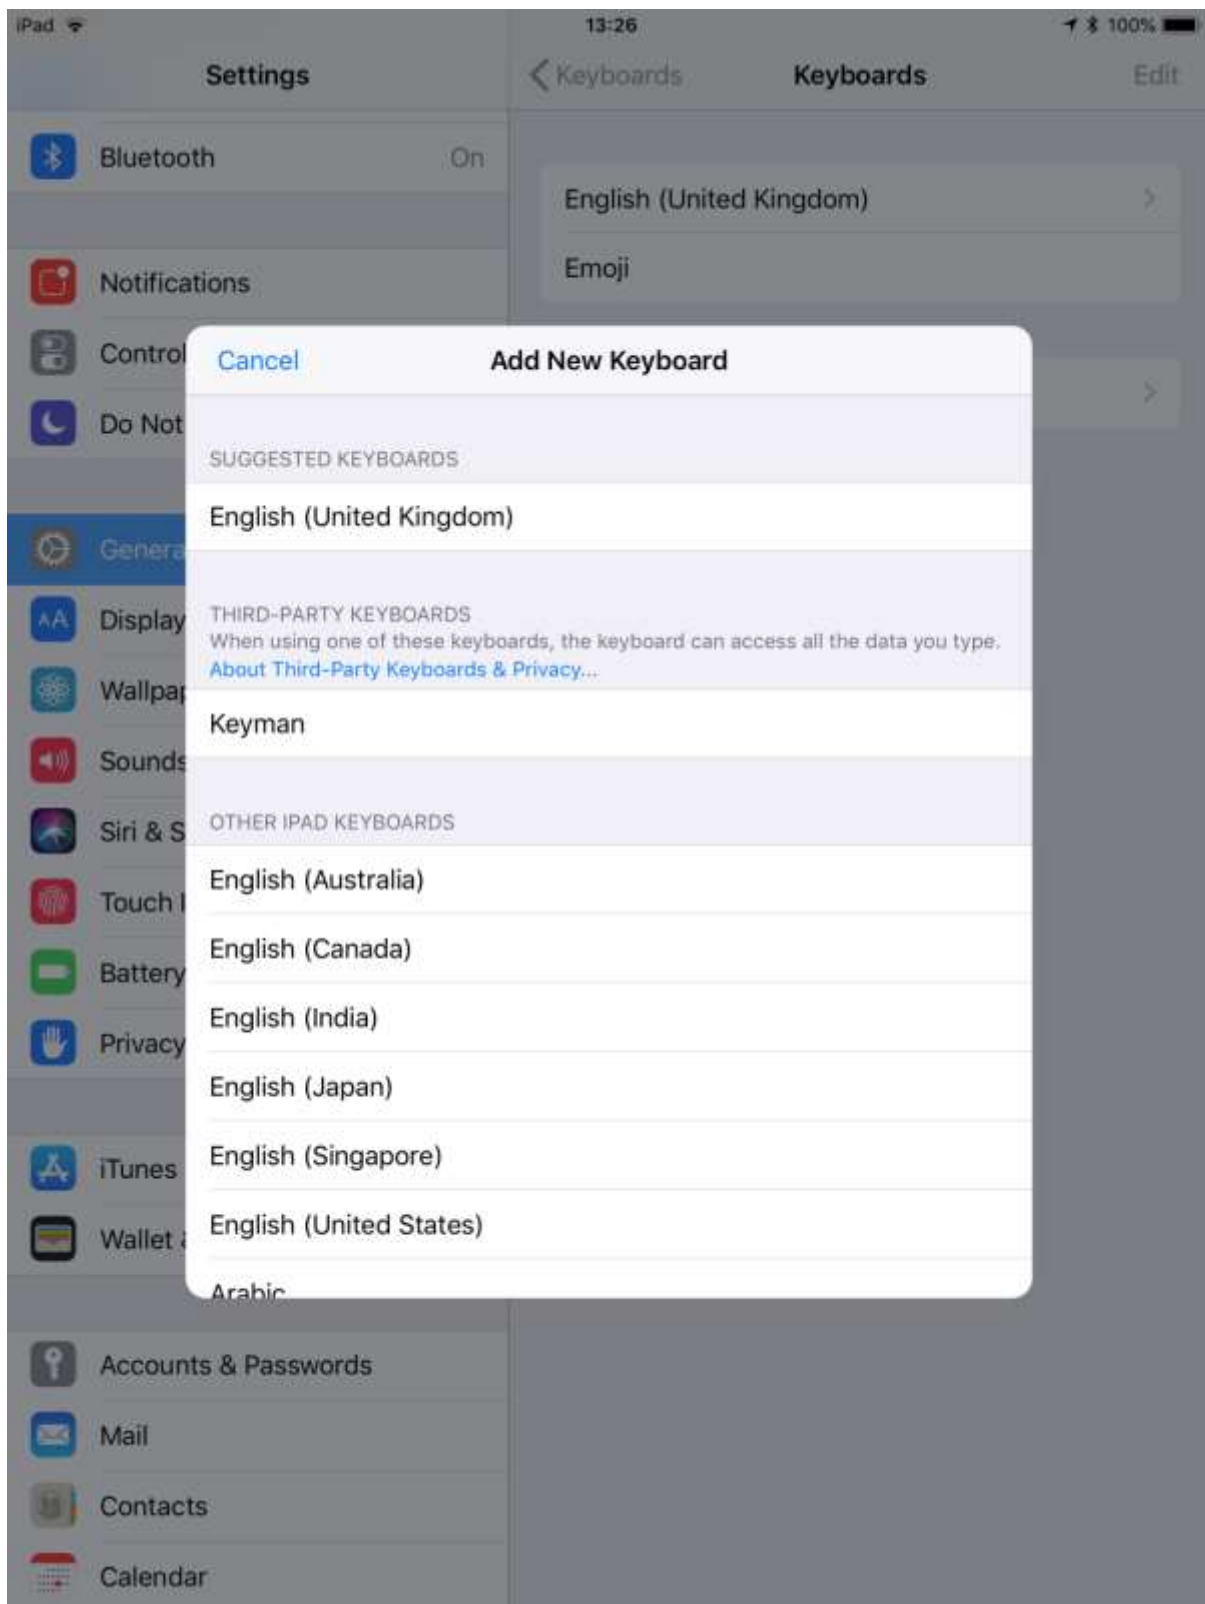 iPad 13:26 100%
Settings
Keyboards Keyboards Edit
Bluetooth On
Notifications
Control
Do Not
Genera
Display
Wallpap
Sounds
Siri & S
Touch I
Battery
Privacy
iTunes
Wallet &
Accounts & Passwords
Mail
Contacts
Calendar
English (United Kingdom)
Emoji
Cancel Add New Keyboard
SUGGESTED KEYBOARDS
English (United Kingdom)
THIRD-PARTY KEYBOARDS
When using one of these keyboards, the keyboard can access all the data you type.
About Third-Party Keyboards & Privacy...
Keyman
OTHER IPAD KEYBOARDS
English (Australia)
English (Canada)
English (India)
English (Japan)
English (Singapore)
English (United States)
Arabic